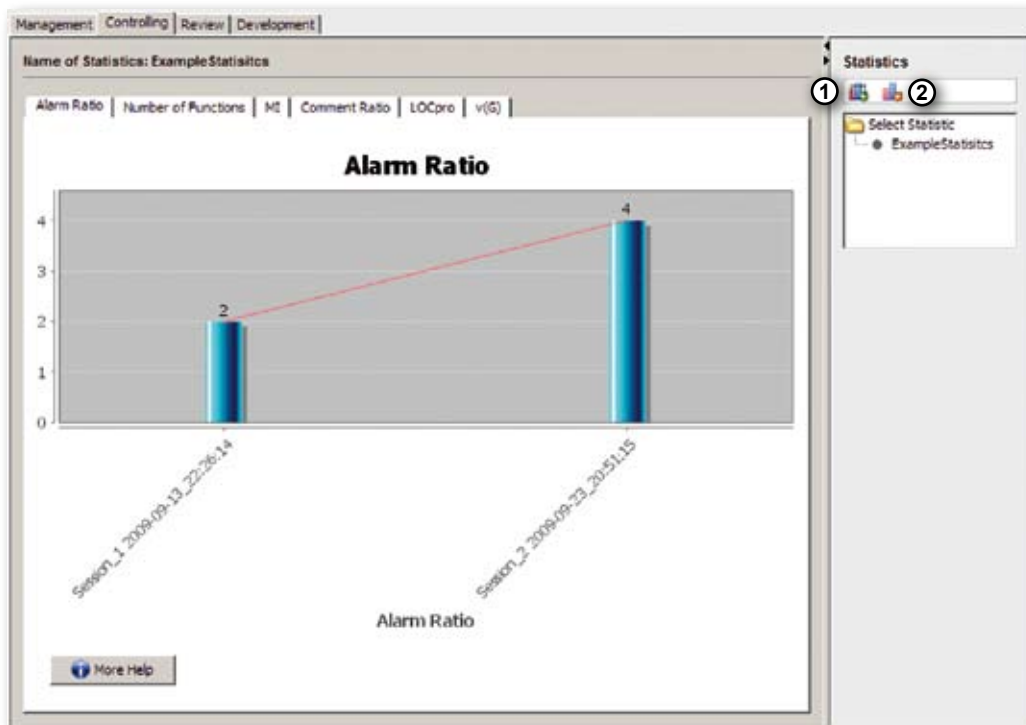 Management Controlling Review Development
Name of Statistics: ExampleStatisitcs
Alarm Ratio Number of Functions MI Comment Ratio LOCpro v(G)
Alarm Ratio
4
3
2
1
0
2
4
Session_1 2009-09-13_22:26:14
Session_2 2009-09-23_20:51:15
Alarm Ratio
More Help
Statistics
1 2
Select Statistic
ExampleStatisitcs